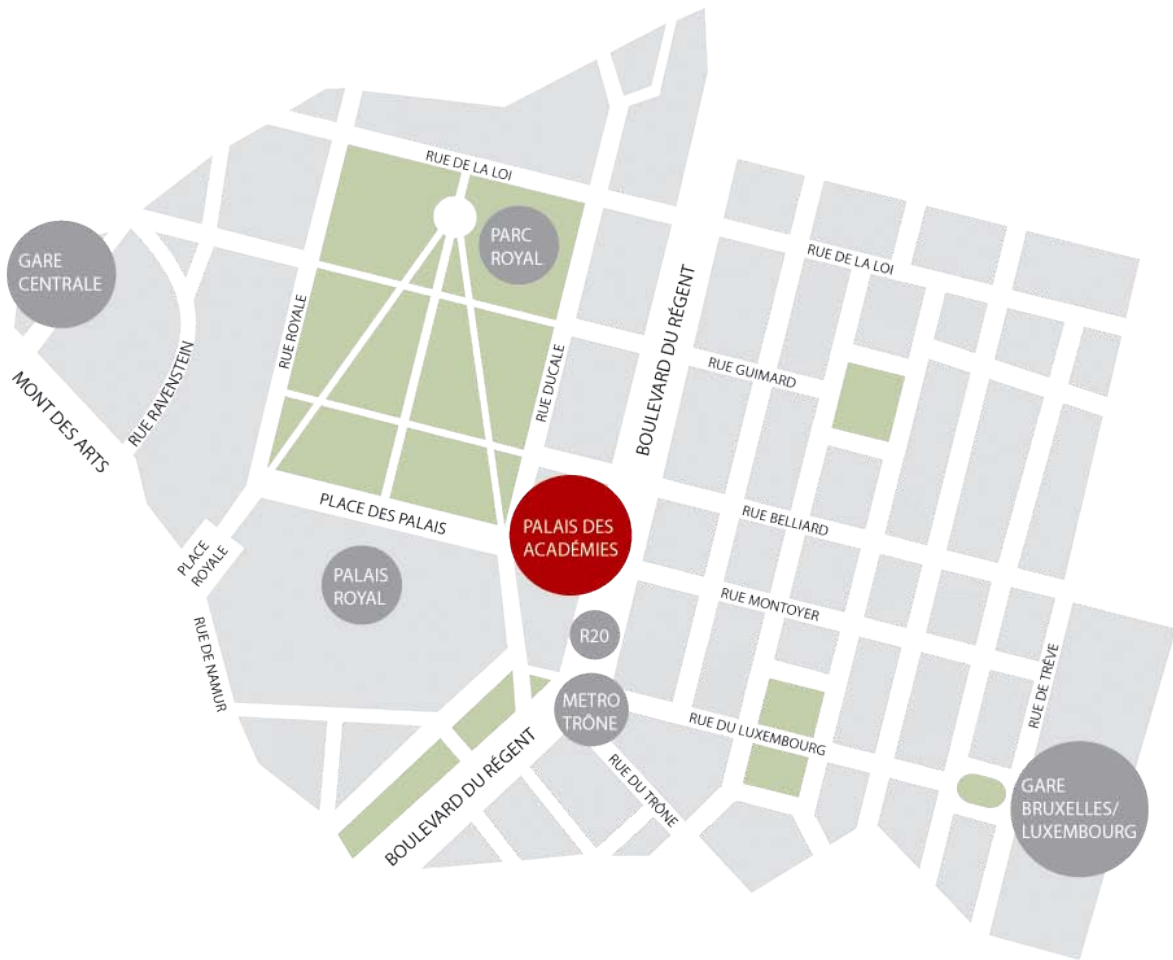 RUE DE LA LOI
PARC
ROYAL
GARE
CENTRALE
RUE DE LA LOI
RUE ROYALE
BOULEVARD DU RÉGENT
RUE RAVENSTEIN
RUE DUCALE
RUE GUIMARD
MONT DES ARTS
PLACE DES PALAIS
PALAIS DES
ACADÉMIES
RUE BELLIARD
PLACE
ROYALE
PALAIS
ROYAL
RUE MONTOYER
R20
RUE DE NAMUR
RUE DE TRÊVE
METRO
TRÔNE
RUE DU LUXEMBOURG
BOULEVARD DU RÉGENT
RUE DU TRÔNE
GARE
BRUXELLES/
LUXEMBOURG